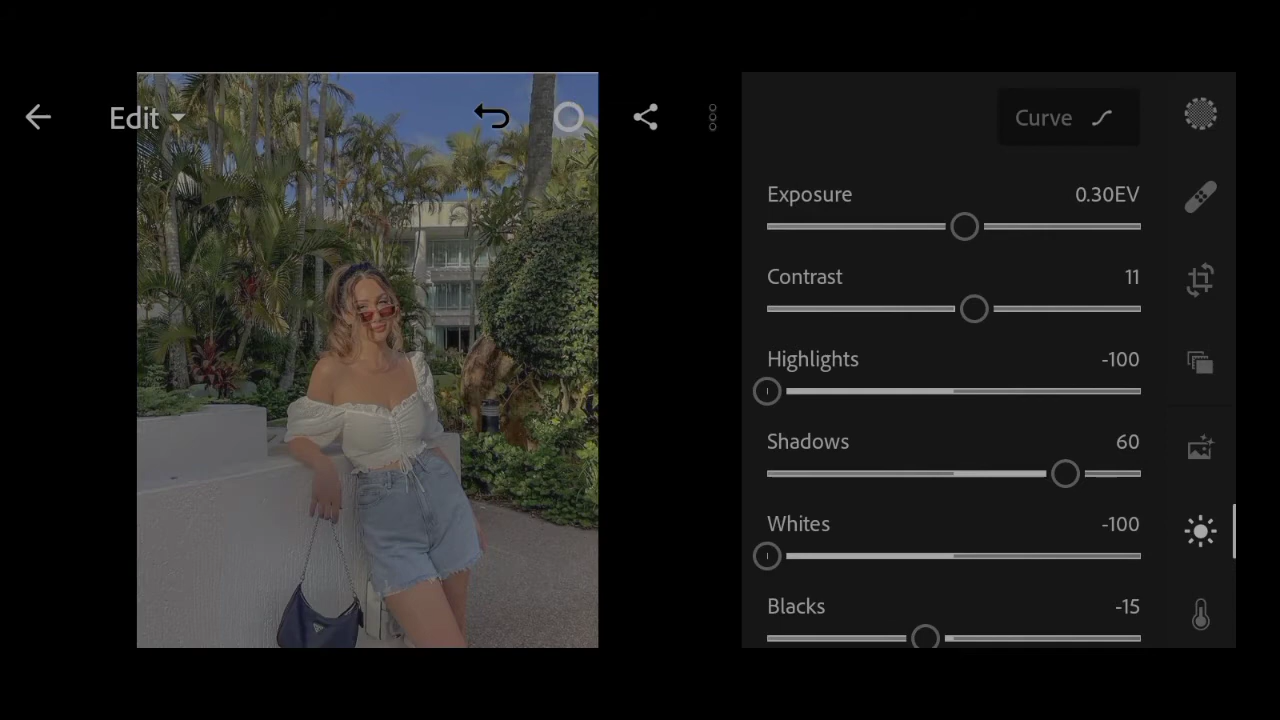 Edit
Curve
Exposure 0.30EV
Contrast 11
Highlights -100
Shadows 60
Whites -100
Blacks -15